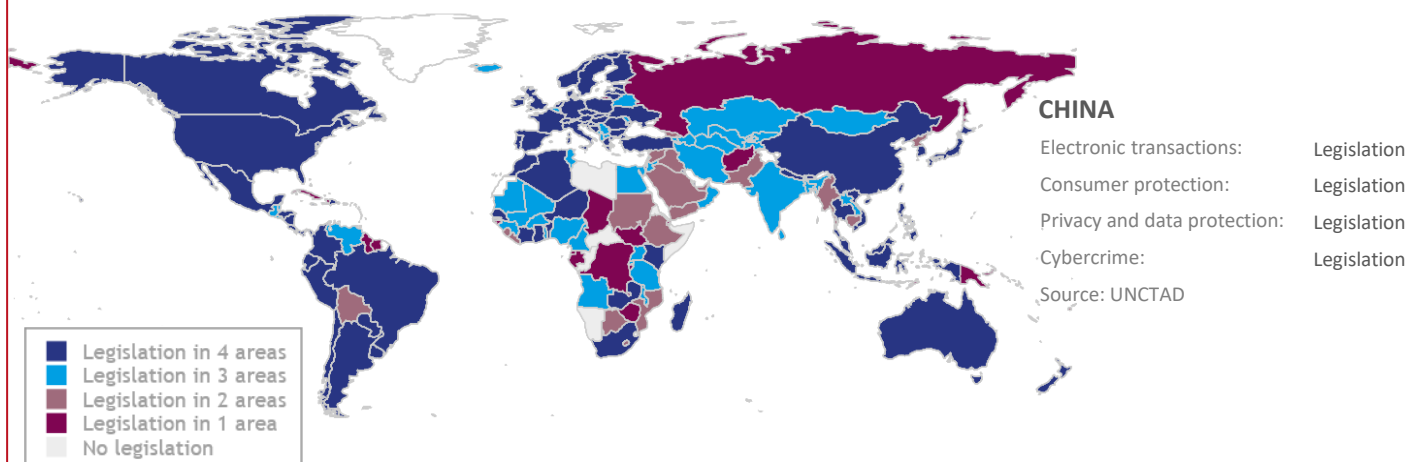 CHINA
Electronic transactions: Legislation
Consumer protection: Legislation
Privacy and data protection: Legislation
Cybercrime: Legislation
Source: UNCTAD
Legislation in 4 areas
Legislation in 3 areas
Legislation in 2 areas
Legislation in 1 area
No legislation